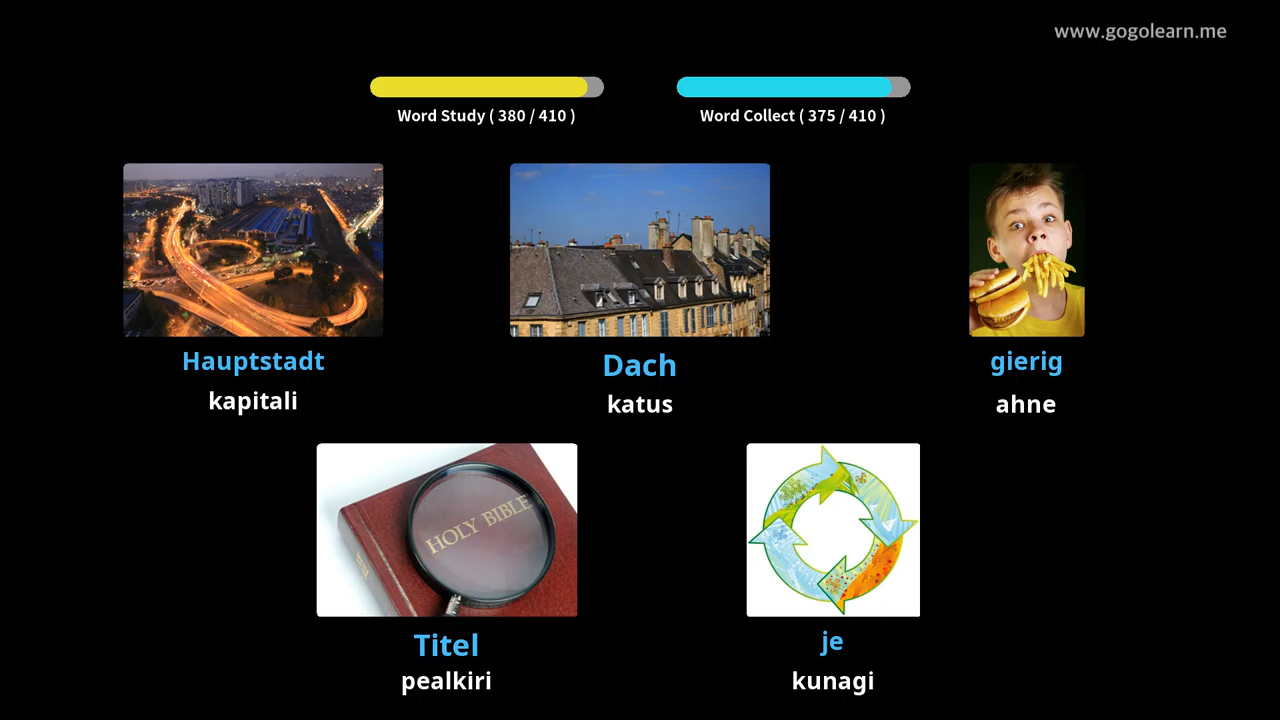 www.gogolearn.me
Word Study ( 380 / 410 )
Word Collect ( 375 / 410 )
Hauptstadt
kapitali
Dach
katus
gierig
ahne
HOLY BIBLE
Titel
pealkiri
je
kunagi